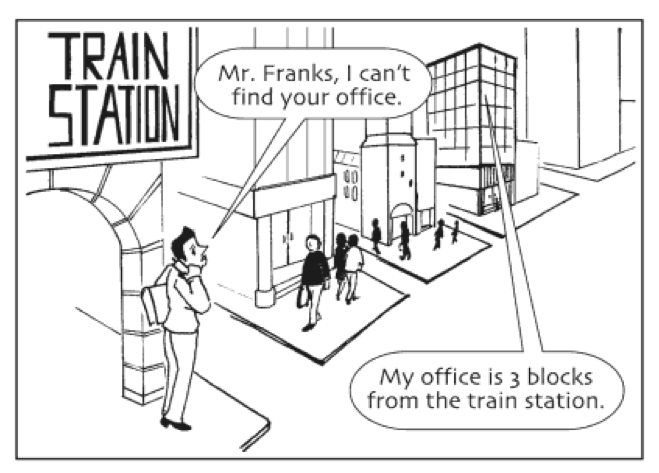 TRAIN
STATION
Mr. Franks, I can't
find your office.
My office is 3 blocks
from the train station.